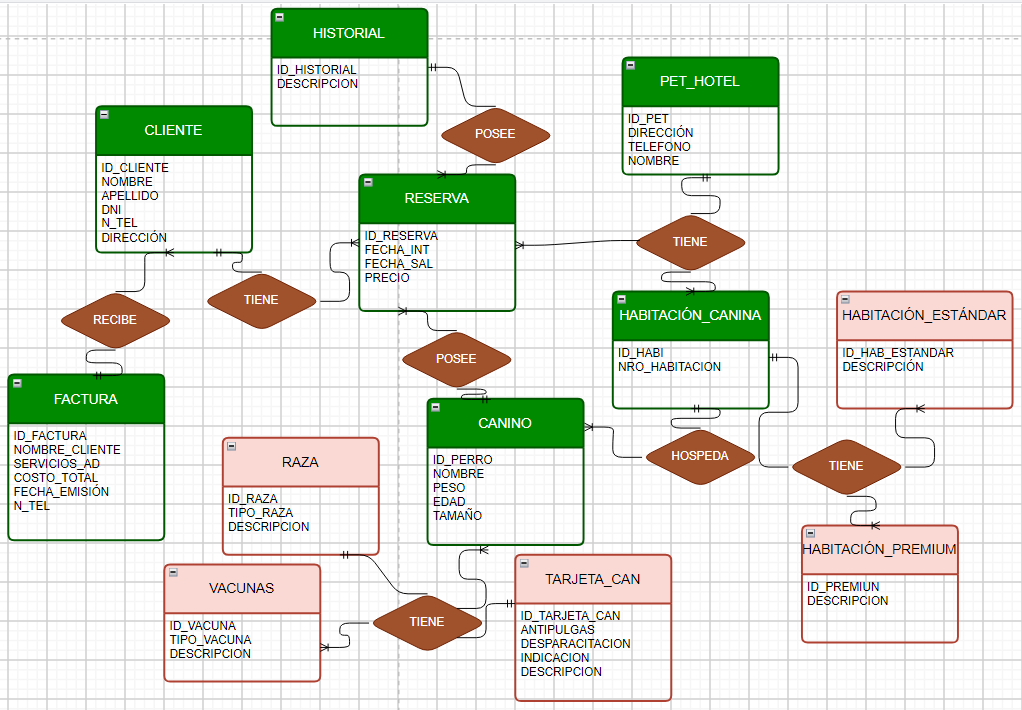 HISTORIAL
ID_HISTORIAL
DESCRIPCION
PET_HOTEL
ID_PET
DIRECCIÓN
TELEFONO
NOMBRE
CLIENTE
ID_CLIENTE
NOMBRE
APELLIDO
DNI
N_TEL
DIRECCIÓN
POSEE
RESERVA
ID_RESERVA
FECHA_INT
FECHA_SAL
PRECIO
TIENE
TIENE
RECIBE
HABITACIÓN_CANINA
ID_HABI
NRO_HABITACION
HABITACIÓN_ESTÁNDAR
ID_HAB_ESTANDAR
DESCRIPCIÓN
POSEE
FACTURA
ID_FACTURA
NOMBRE_CLIENTE
SERVICIOS_AD
COSTO_TOTAL
FECHA_EMISIÓN
N_TEL
CANINO
ID_PERRO
NOMBRE
PESO
EDAD
TAMAÑO
HOSPEDA
TIENE
RAZA
ID_RAZA
TIPO_RAZA
DESCRIPCION
HABITACIÓN_PREMIUM
ID_PREMIUN
DESCRIPCION
VACUNAS
ID_VACUNA
TIPO_VACUNA
DESCRIPCION
TIENE
TARJETA_CAN
ID_TARJETA_CAN
ANTIPULGAS
DESPARACITACION
INDICACION
DESCRIPCION